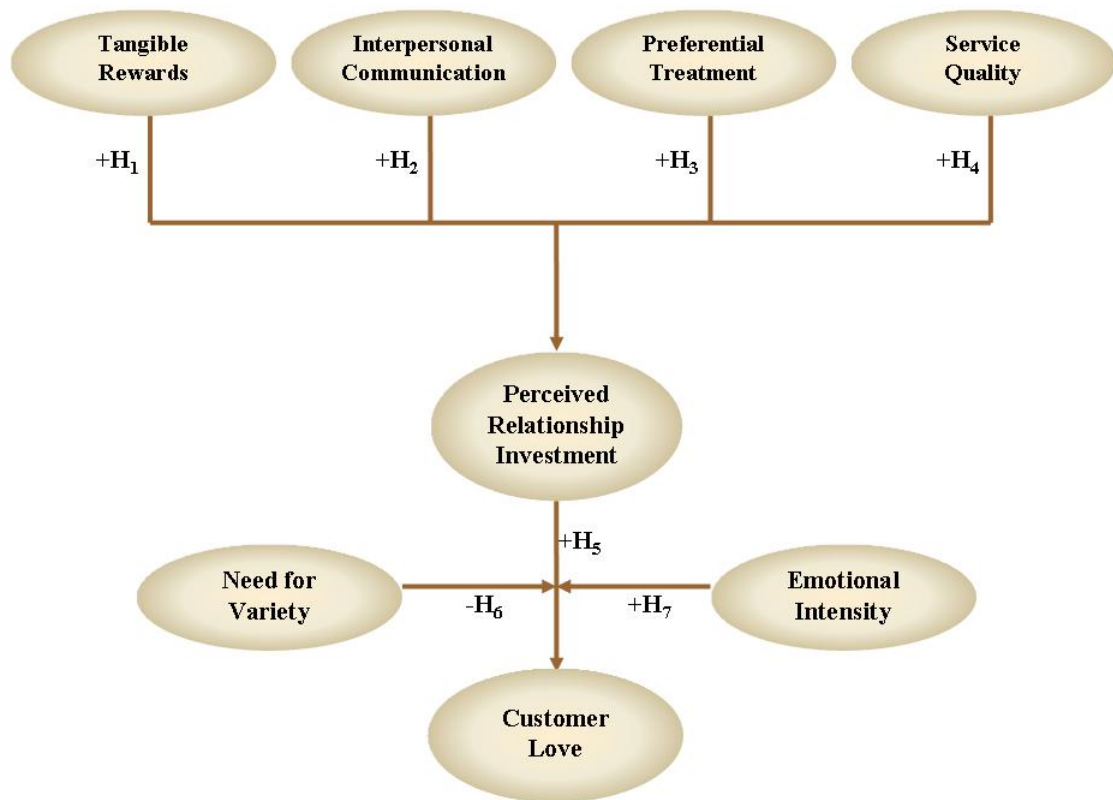 Tangible
Rewards
Interpersonal
Communication
Preferential
Treatment
Service
Quality
+H₁
+H₂
+H₃
+H₄
Perceived
Relationship
Investment
+H₅
Need for
Variety
-H₆
+H₇
Emotional
Intensity
Customer
Love